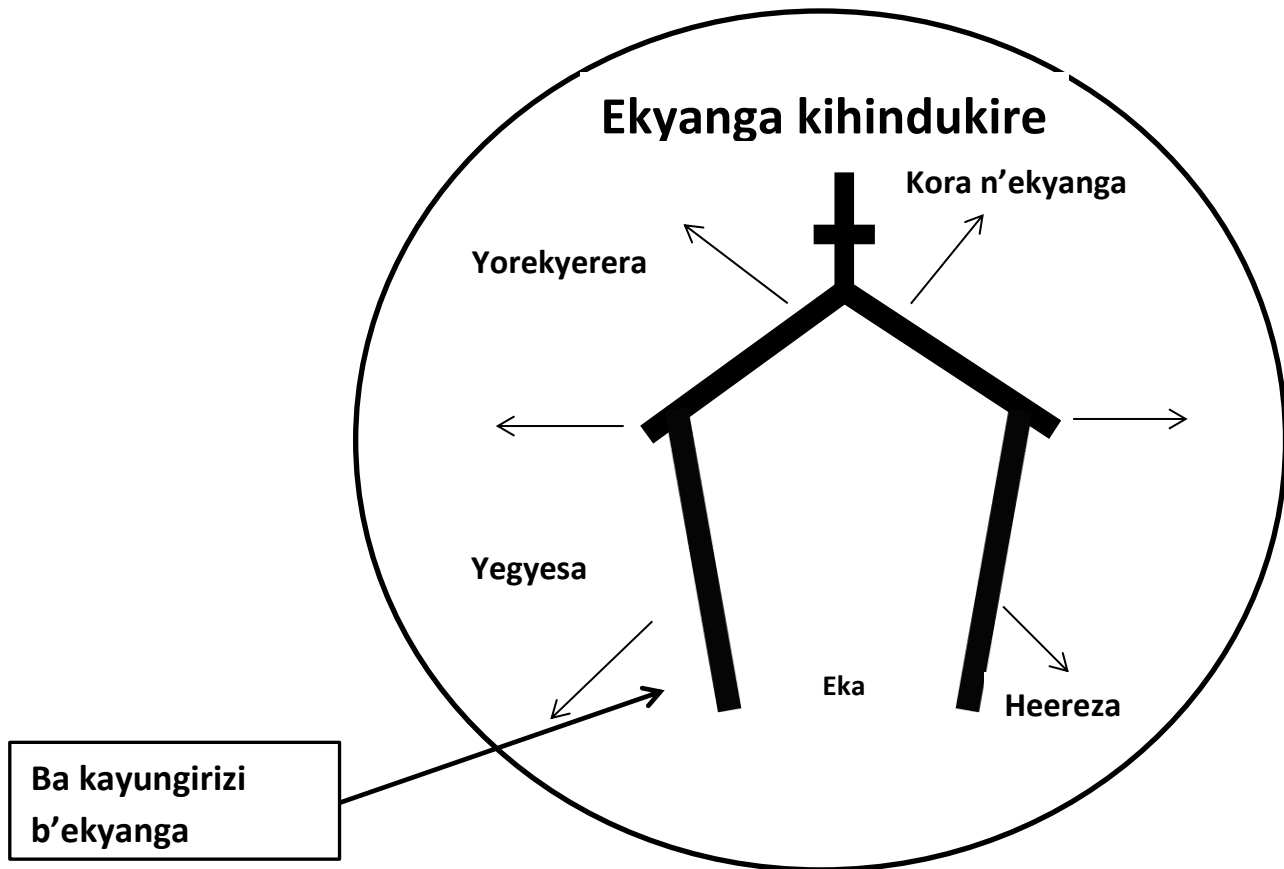 Ekyanga kihindukire
Kora n’ekyanga
Yorekyerera
Yegyesa
Eka
Heereza
Ba kayungirizi
b’ekyanga